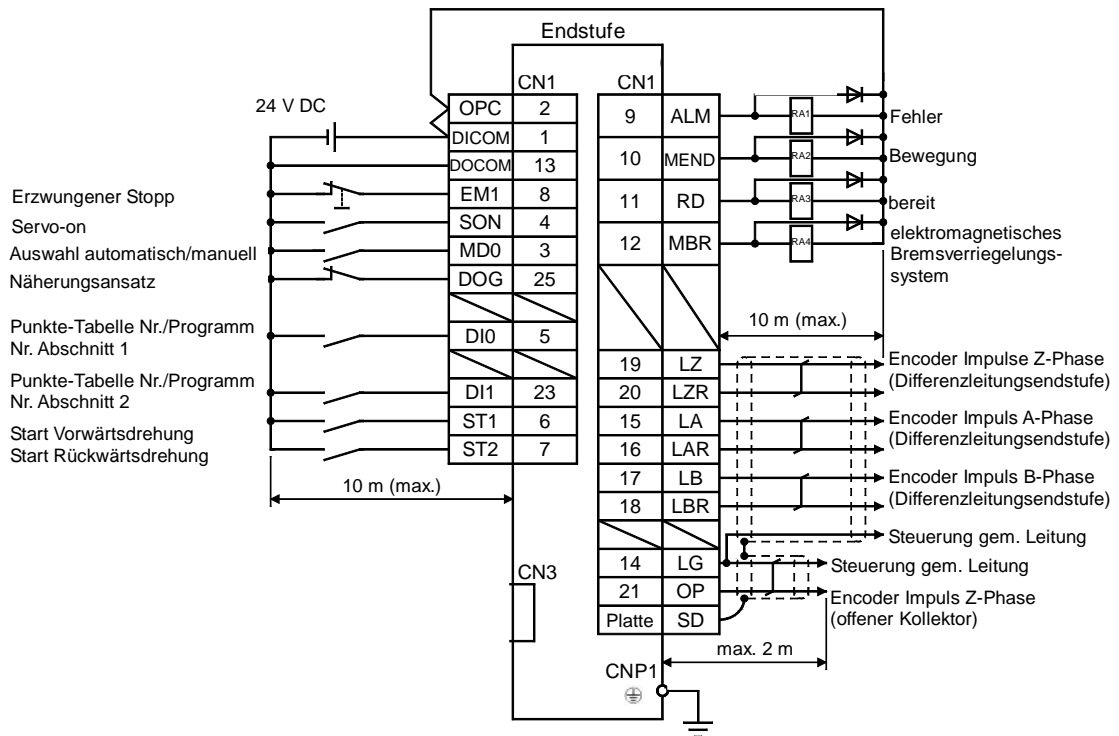 Endstufe
24 V DC
CN1
OPC 2
DICOM 1
DOCOM 13
Erzwungener Stopp EM1 8
Servo-on SON 4
Auswahl automatisch/manuell MD0 3
Näherungsansatz DOG 25
Punkte-Tabelle Nr./Programm
Nr. Abschnitt 1
DI0 5
Punkte-Tabelle Nr./Programm
Nr. Abschnitt 2
DI1 23
Start Vorwärtsdrehung ST1 6
Start Rückwärtsdrehung ST2 7
10 m (max.)
CN3
CN1
9 ALM RA1 Fehler
10 MEND RA2 Bewegung
11 RD RA3 bereit
12 MBR RA4
elektromagnetisches
Bremsverriegelungs-
system
10 m (max.)
19 LZ
20 LZR
Encoder Impulse Z-Phase
(Differenzleitungsendstufe)
15 LA
16 LAR
Encoder Impuls A-Phase
(Differenzleitungsendstufe)
17 LB
18 LBR
Encoder Impuls B-Phase
(Differenzleitungsendstufe)
Steuerung gem. Leitung
14 LG
Steuerung gem. Leitung
21 OP
Encoder Impuls Z-Phase
(offener Kollektor)
Platte SD
max. 2 m
CNP1